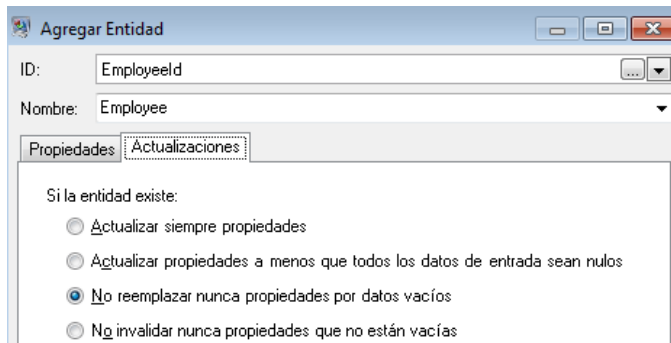 Agregar Entidad
ID: EmployeeId ...
Nombre: Employee
Propiedades Actualizaciones
Si la entidad existe:
Actualizar siempre propiedades
Actualizar propiedades a menos que todos los datos de entrada sean nulos
No reemplazar nunca propiedades por datos vacíos
No invalidar nunca propiedades que no están vacías